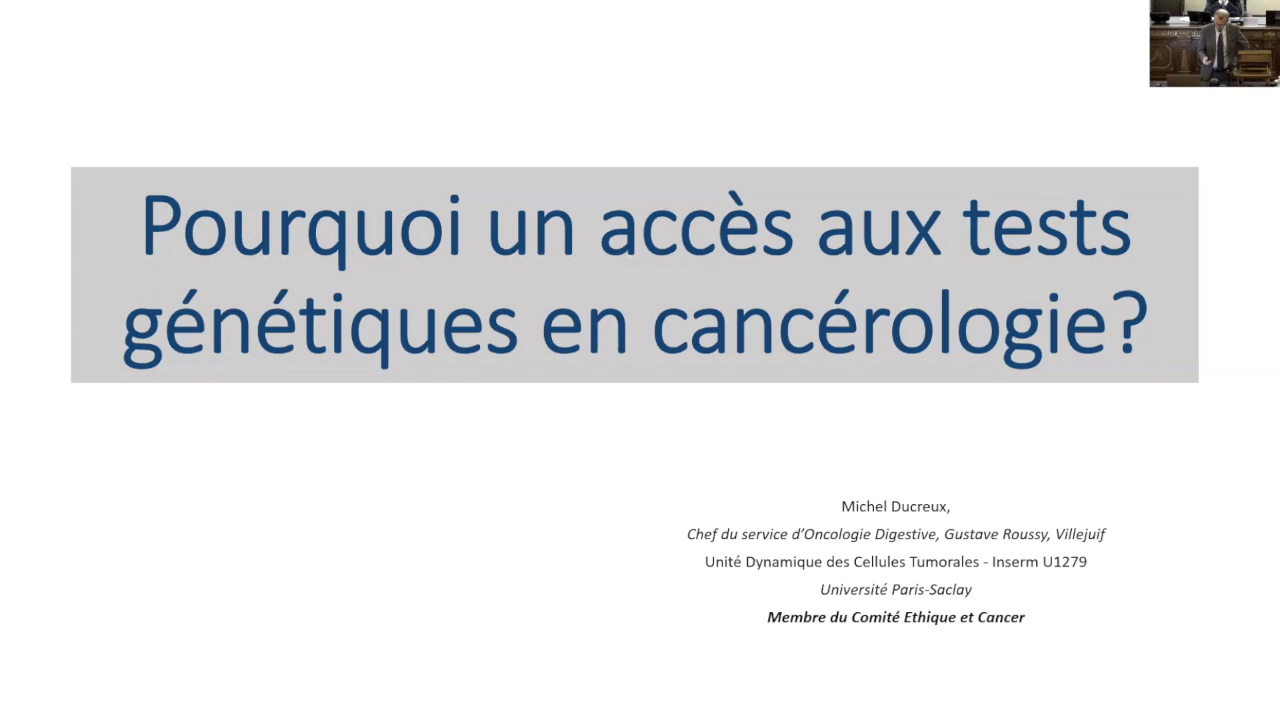 Pourquoi un accès aux tests
génétiques en cancérologie?
Michel Ducreux,
Chef du service d'Oncologie Digestive, Gustave Roussy, Villejuif
Unité Dynamique des Cellules Tumorales - Inserm U1279
Université Paris-Saclay
Membre du Comité Ethique et Cancer